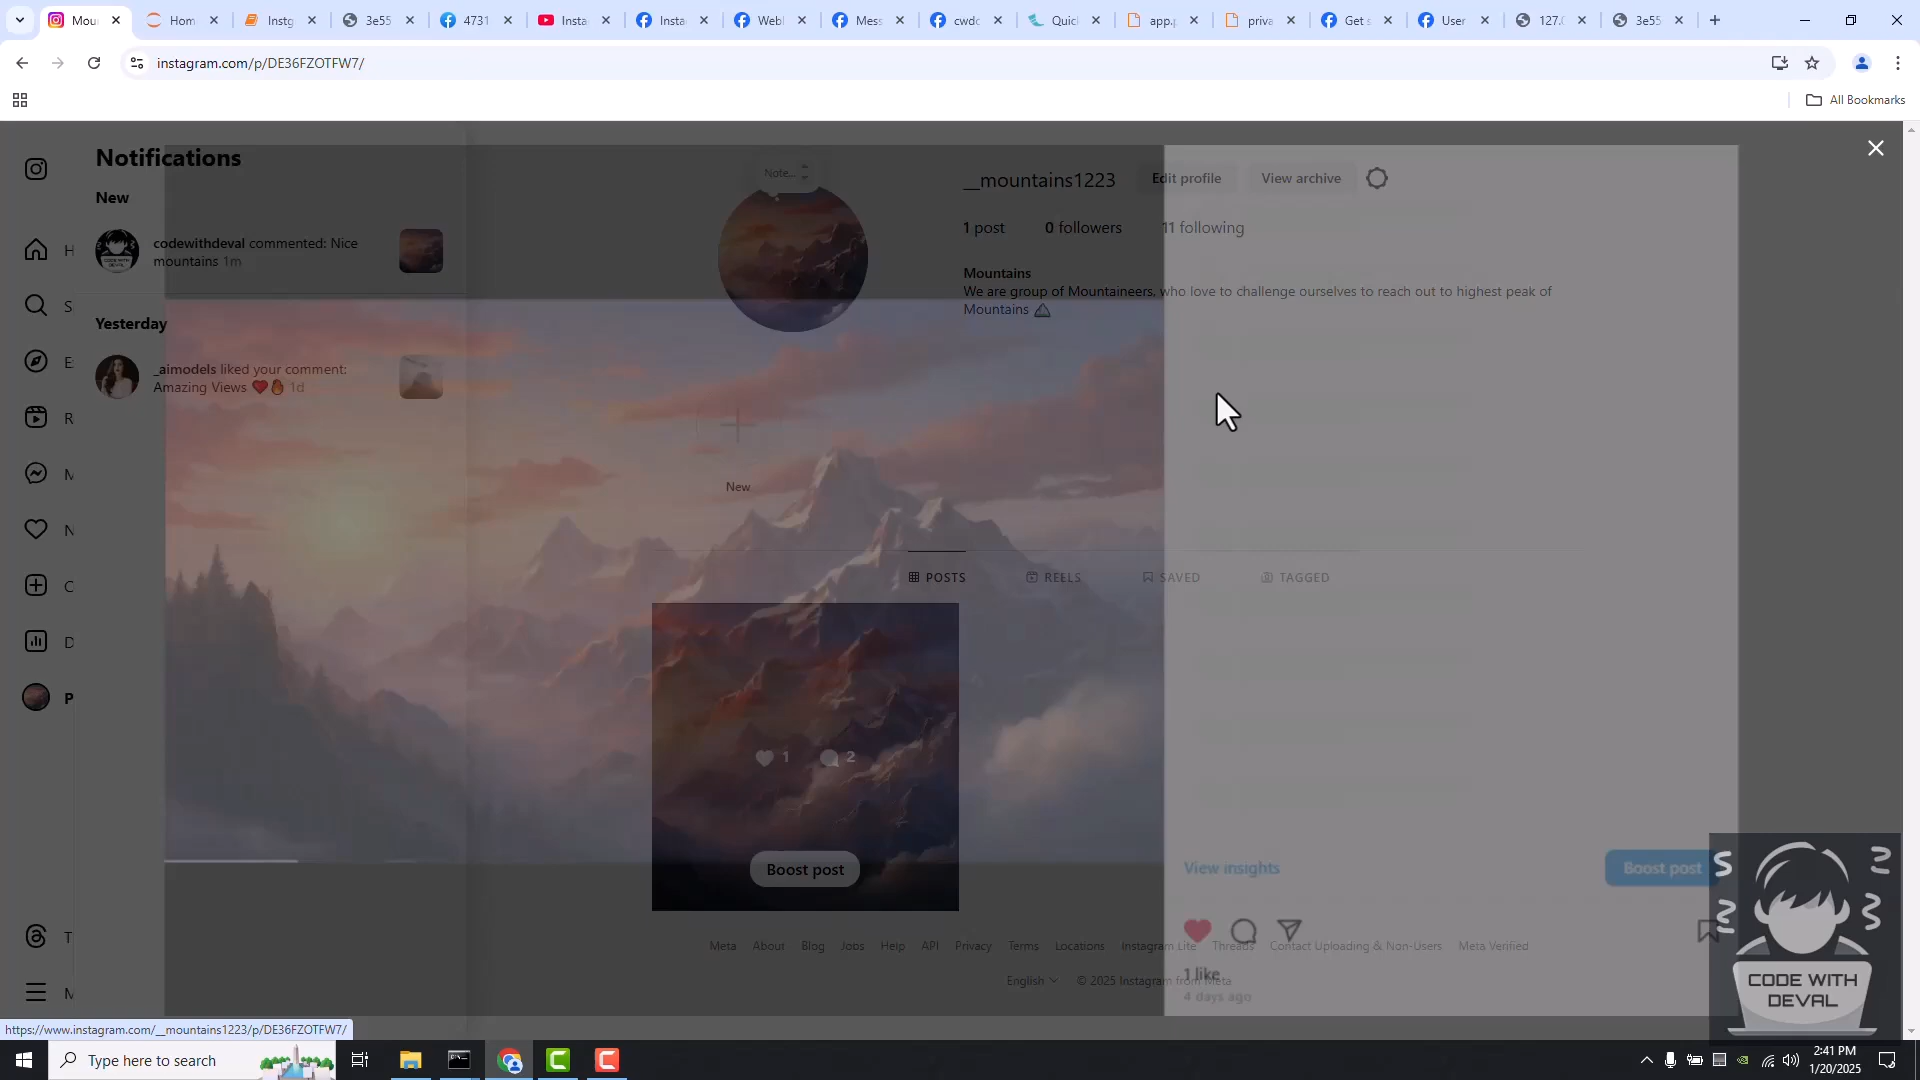 Mou
Hom
Instg
3e55
4731
Insta
Insta
Webl
Mess
cwdc
Quicl
app.p
priva
Get s
User
127.0
3e55
instagram.com/p/DE36FZOTFW7/
All Bookmarks
Notifications
New
codewithdeval commented: Nice
mountains 1m
Yesterday
_aimodels liked your comment:
Amazing Views ❤️🔥 1d
H
S
E
R
M
N
C
D
P
T
M
Note...
__mountains1223
Edit profile
View archive
1 post
0 followers
11 following
Mountains
We are group of Mountaineers, who love to challenge ourselves to reach out to highest peak of
Mountains
New
POSTS
REELS
SAVED
TAGGED
1
2
Boost post
View insights
Boost post
1 like
4 days ago
Meta
About
Blog
Jobs
Help
API
Privacy
Terms
Locations
Instagram Lite
Threads
Contact Uploading & Non-Users
Meta Verified
English
© 2025 Instagram from Meta
CODE WITH
DEVAL
https://www.instagram.com/__mountains1223/p/DE36FZOTFW7/
Type here to search
2:41 PM
1/20/2025